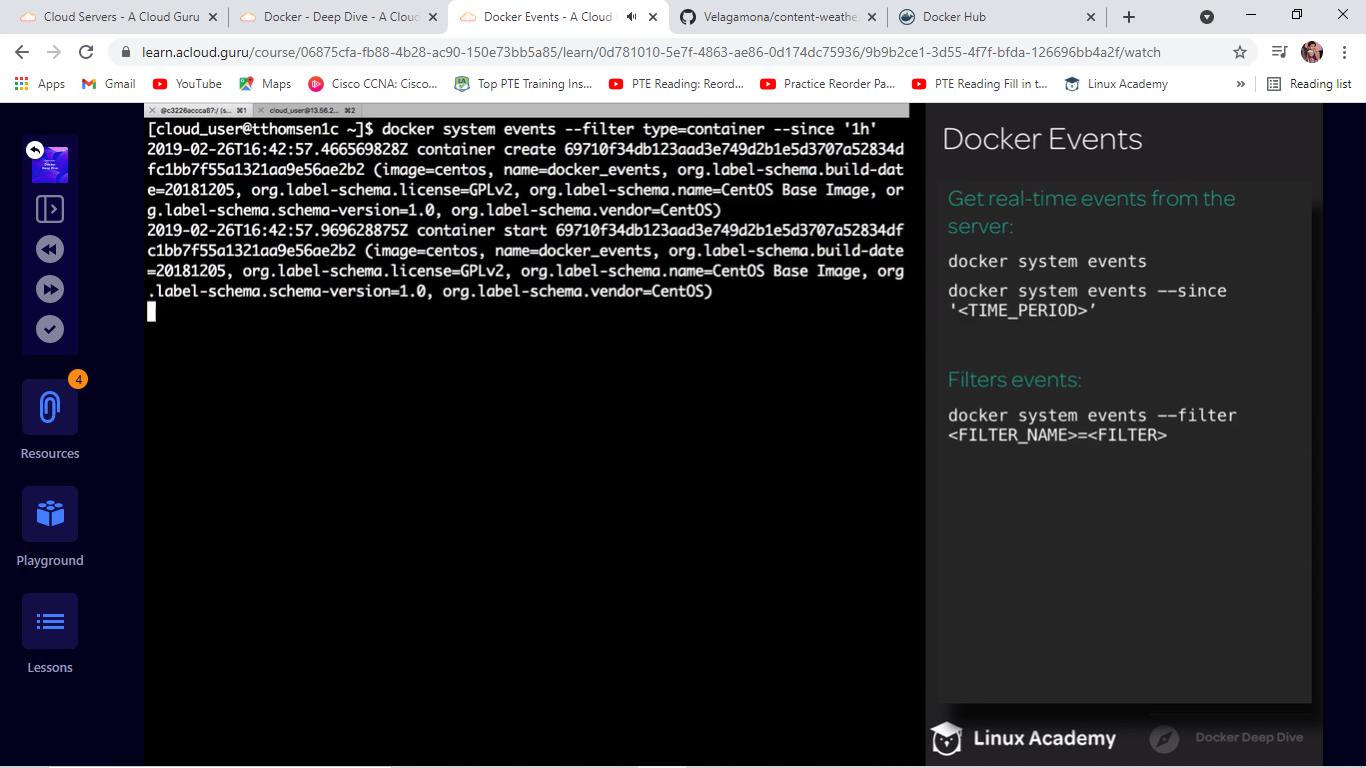 Cloud Servers - A Cloud Guru
Docker - Deep Dive - A Cloud
Docker Events - A Cloud
Velagamona/content-weathe
Docker Hub
learn.acloud.guru/course/06875cfa-fb88-4b28-ac90-150e73bb5a85/learn/0d781010-5e7f-4863-ae86-0d174dc75936/9b9b2ce1-3d55-4f7f-bfda-126696bb4a2f/watch
Apps
Gmail
YouTube
Maps
Cisco CCNA: Cisco...
Top PTE Training Ins...
PTE Reading: Reord...
Practice Reorder Pa...
PTE Reading Fill in t...
Linux Academy
»
Reading list
@c3226accca87:/ (s... ⌘1
cloud_user@13.56.2... ⌘2
[cloud_user@tthomsen1c ~]$ docker system events --filter type=container --since '1h'
2019-02-26T16:42:57.466569828Z container create 69710f34db123aad3e749d2b1e5d3707a52834d
fc1bb7f55a1321aa9e56ae2b2 (image=centos, name=docker_events, org.label-schema.build-dat
e=20181205, org.label-schema.license=GPLv2, org.label-schema.name=CentOS Base Image, or
g.label-schema.schema-version=1.0, org.label-schema.vendor=CentOS)
2019-02-26T16:42:57.969628875Z container start 69710f34db123aad3e749d2b1e5d3707a52834df
c1bb7f55a1321aa9e56ae2b2 (image=centos, name=docker_events, org.label-schema.build-date
=20181205, org.label-schema.license=GPLv2, org.label-schema.name=CentOS Base Image, org
.label-schema.schema-version=1.0, org.label-schema.vendor=CentOS)
Docker Events
Get real-time events from the
server:
docker system events
docker system events --since
'<TIME_PERIOD>’
Filters events:
docker system events --filter
<FILTER_NAME>=<FILTER>
4
Resources
Playground
Lessons
Linux Academy
Docker Deep Dive